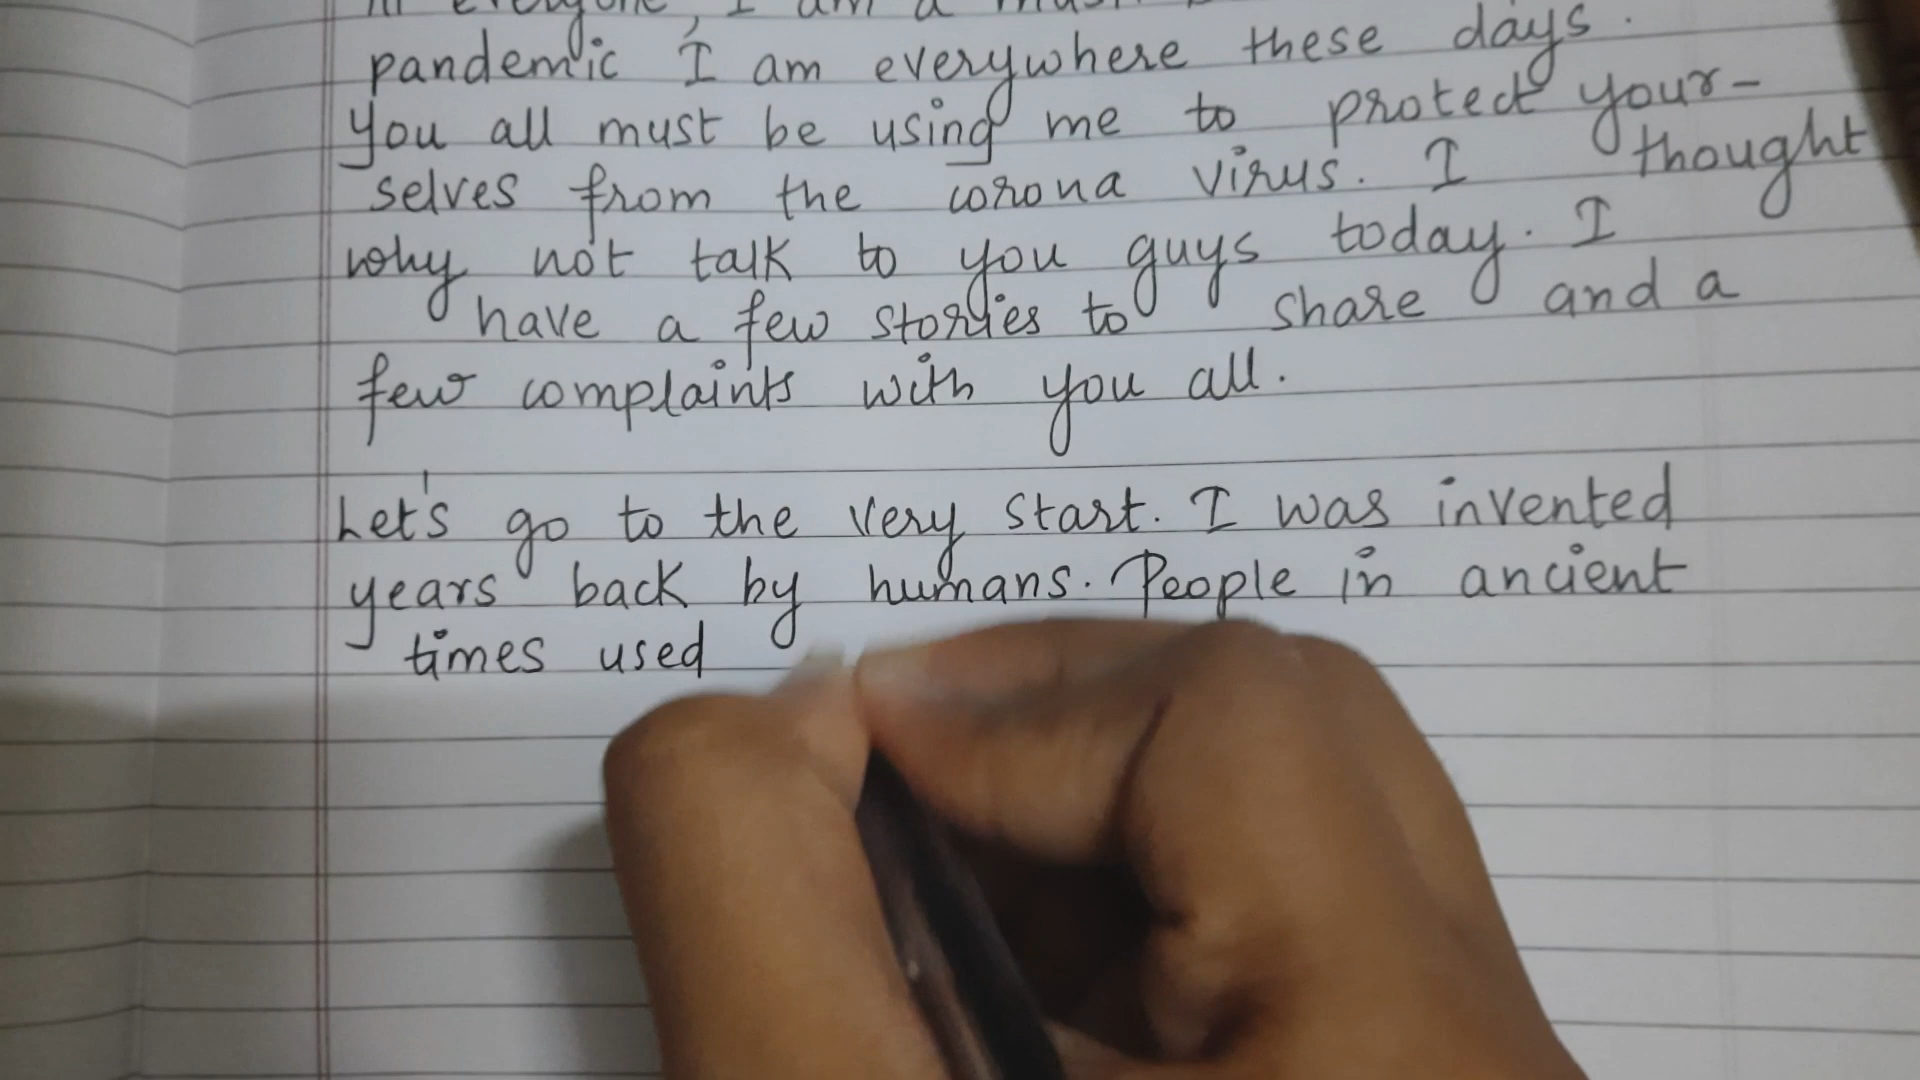 everyone, I am a
pandemic I am everywhere these days.
You all must be using me to protect your-
selves from the corona virus. I thought
why not talk to you guys today. I
have a few stories to share and a
few complaints with you all.
Let's go to the very start. I was invented
years back by humans. People in ancient
times used